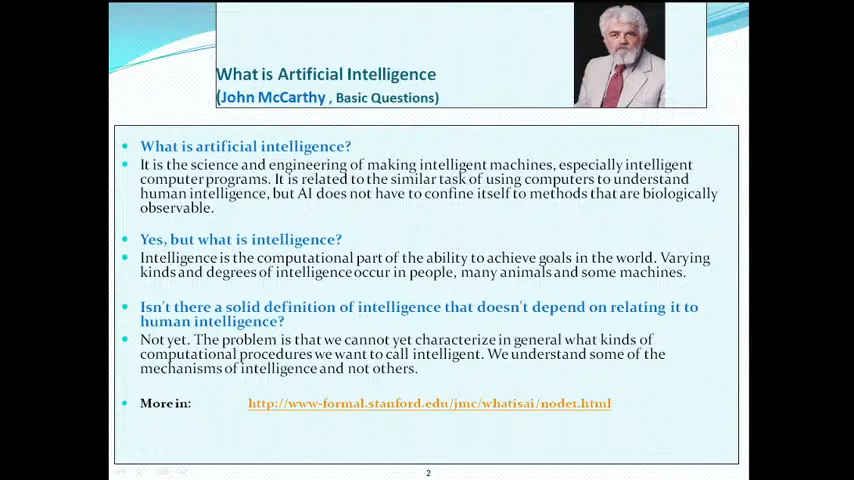 What is Artificial Intelligence
(John McCarthy , Basic Questions)
• What is artificial intelligence?
• It is the science and engineering of making intelligent machines, especially intelligent
computer programs. It is related to the similar task of using computers to understand
human intelligence, but AI does not have to confine itself to methods that are biologically
observable.
• Yes, but what is intelligence?
• Intelligence is the computational part of the ability to achieve goals in the world. Varying
kinds and degrees of intelligence occur in people, many animals and some machines.
• Isn't there a solid definition of intelligence that doesn't depend on relating it to
human intelligence?
• Not yet. The problem is that we cannot yet characterize in general what kinds of
computational procedures we want to call intelligent. We understand some of the
mechanisms of intelligence and not others.
• More in: http://www-formal.stanford.edu/jmc/whatisai/node1.html
2